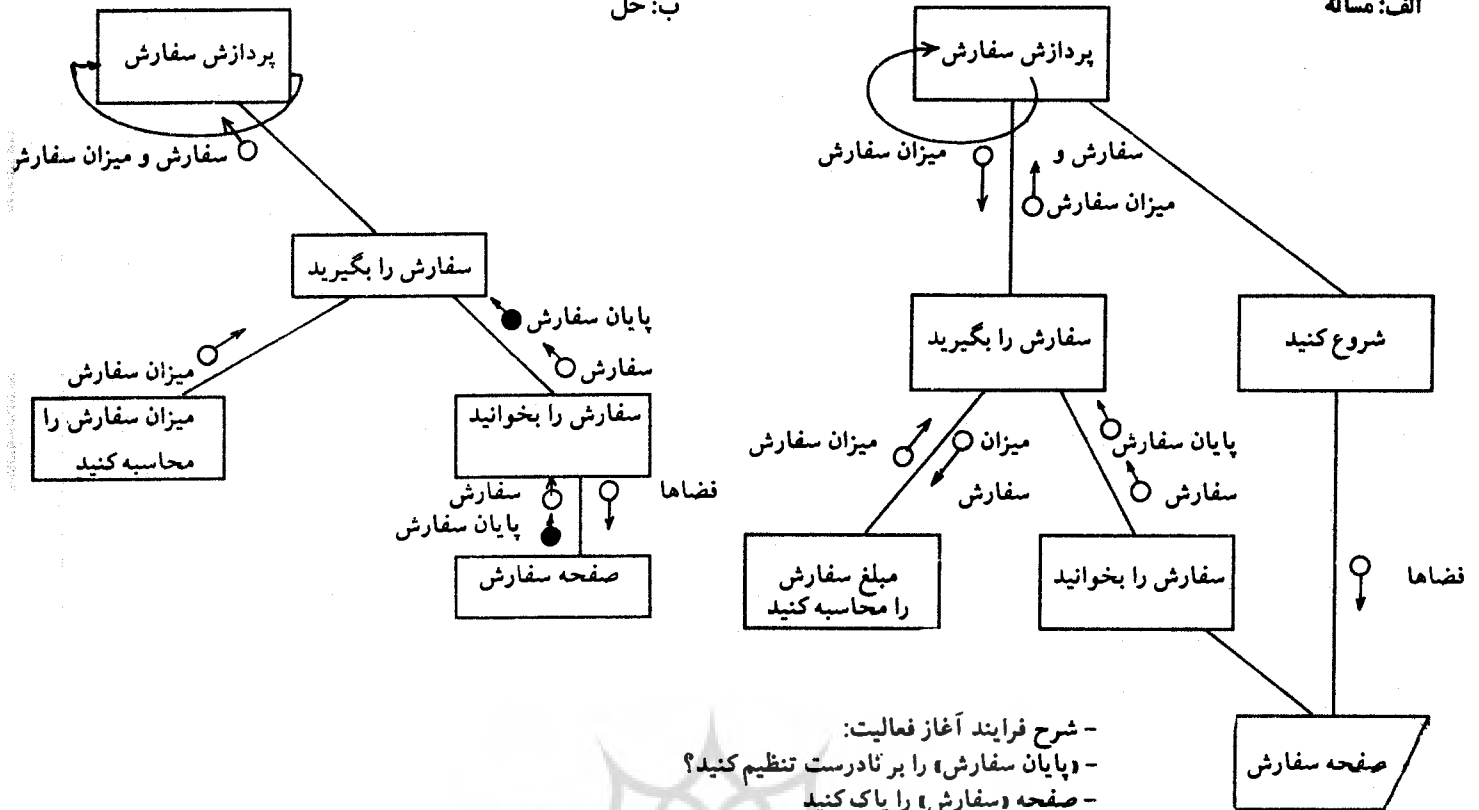 الف: مسأله
پردازش سفارش
میزان سفارش
سفارش و
میزان سفارش
سفارش را بگیرید
شروع کنید
میزان سفارش
میزان
سفارش
پایان سفارش
سفارش
مبلغ سفارش
را محاسبه کنید
سفارش را بخوانید
فضاها
صفحه سفارش
- شرح فرایند آغاز فعالیت:
- «پایان سفارش» را بر نادرست تنظیم کنید؟
- صفحه «سفارش» را پاک کنید
ب: حل
پردازش سفارش
سفارش و میزان سفارش
سفارش را بگیرید
پایان سفارش
سفارش
میزان سفارش
میزان سفارش را
محاسبه کنید
سفارش را بخوانید
سفارش
پایان سفارش
فضاها
صفحه سفارش